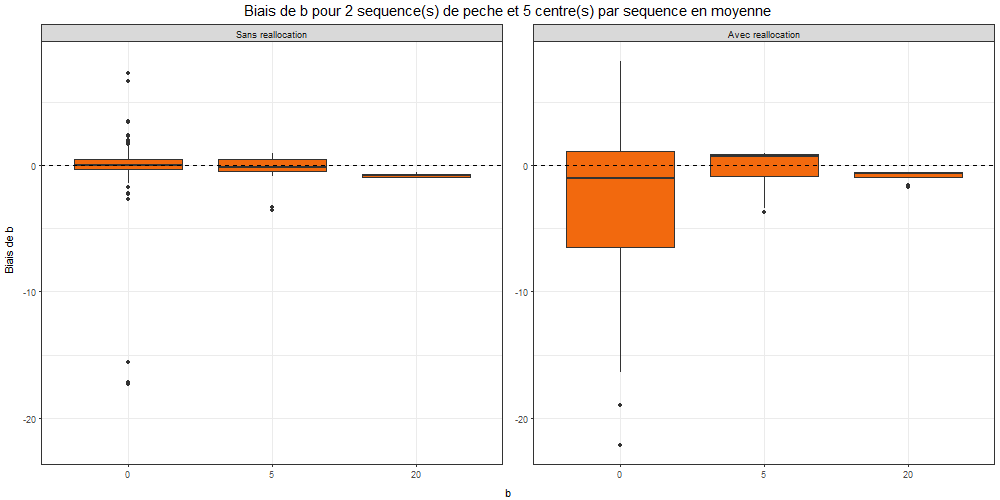 Biais de b pour 2 sequence(s) de peche et 5 centre(s) par sequence en moyenne
Sans reallocation
Avec reallocation
Biais de b
0
-10
-20
0
-10
-20
0
5
20
0
5
20
b